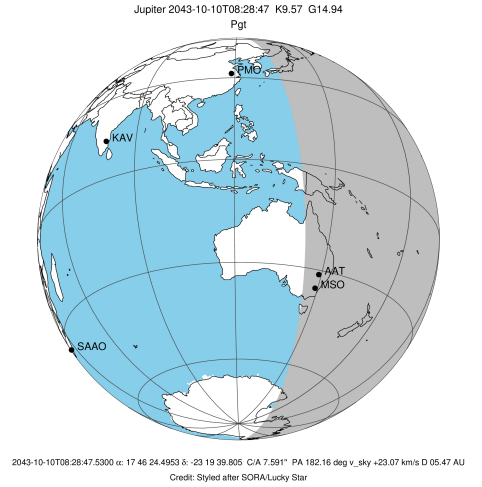 Jupiter 2043-10-10T08:28:47  K9.57  G14.94
Pgt
PMO
KAV
AAT
MSO
SAAO
2043-10-10T08:28:47.5300 α: 17 46 24.4953 δ: -23 19 39.805  C/A 7.591"  PA 182.16 deg v_sky +23.07 km/s D 05.47 AU
Credit: Styled after SORA/Lucky Star